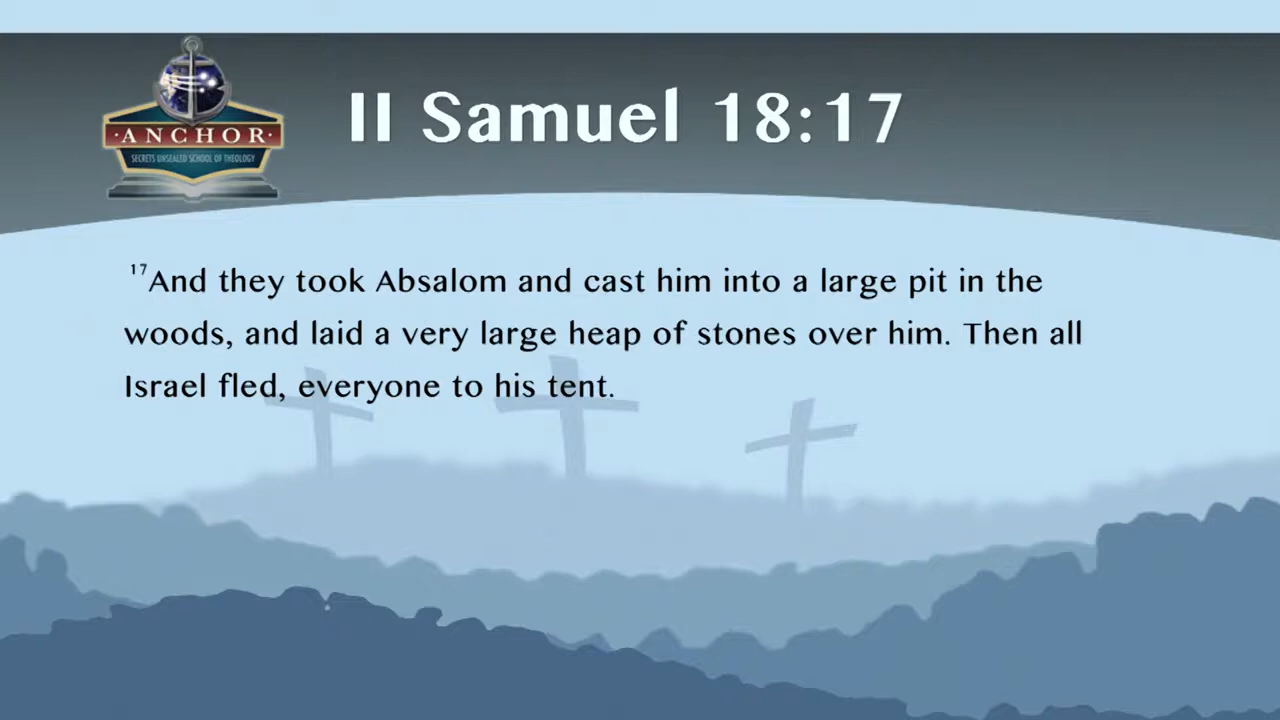 ANCHOR
SECRETS UNSEALED SCHOOL OF THEOLOGY
II Samuel 18:17
17And they took Absalom and cast him into a large pit in the
woods, and laid a very large heap of stones over him. Then all
Israel fled, everyone to his tent.